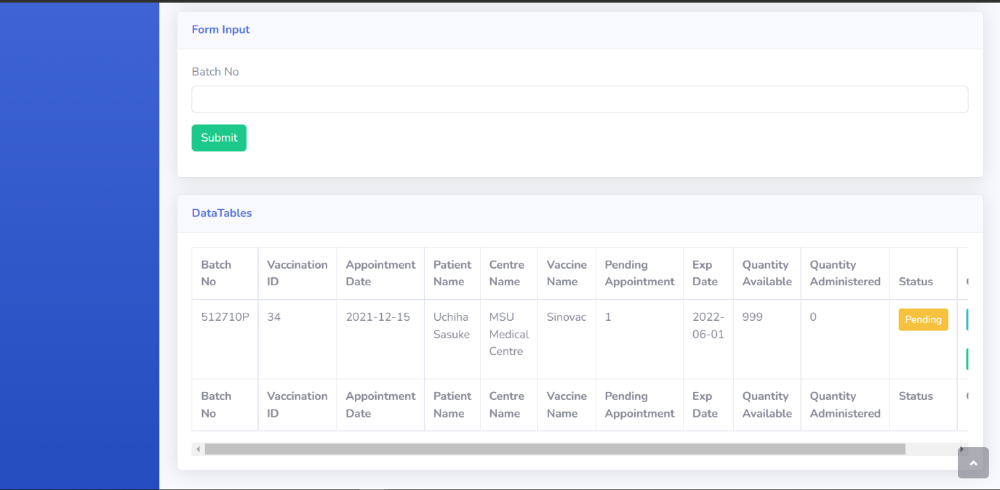 Form Input
Batch No
Submit
DataTables
Batch No Vaccination ID Appointment Date Patient Name Centre Name Vaccine Name Pending Appointment Exp Date Quantity Available Quantity Administered Status
512710P 34 2021-12-15 Uchiha Sasuke MSU Medical Centre Sinovac 1 2022-06-01 999 0 Pending
Batch No Vaccination ID Appointment Date Patient Name Centre Name Vaccine Name Pending Appointment Exp Date Quantity Available Quantity Administered Status